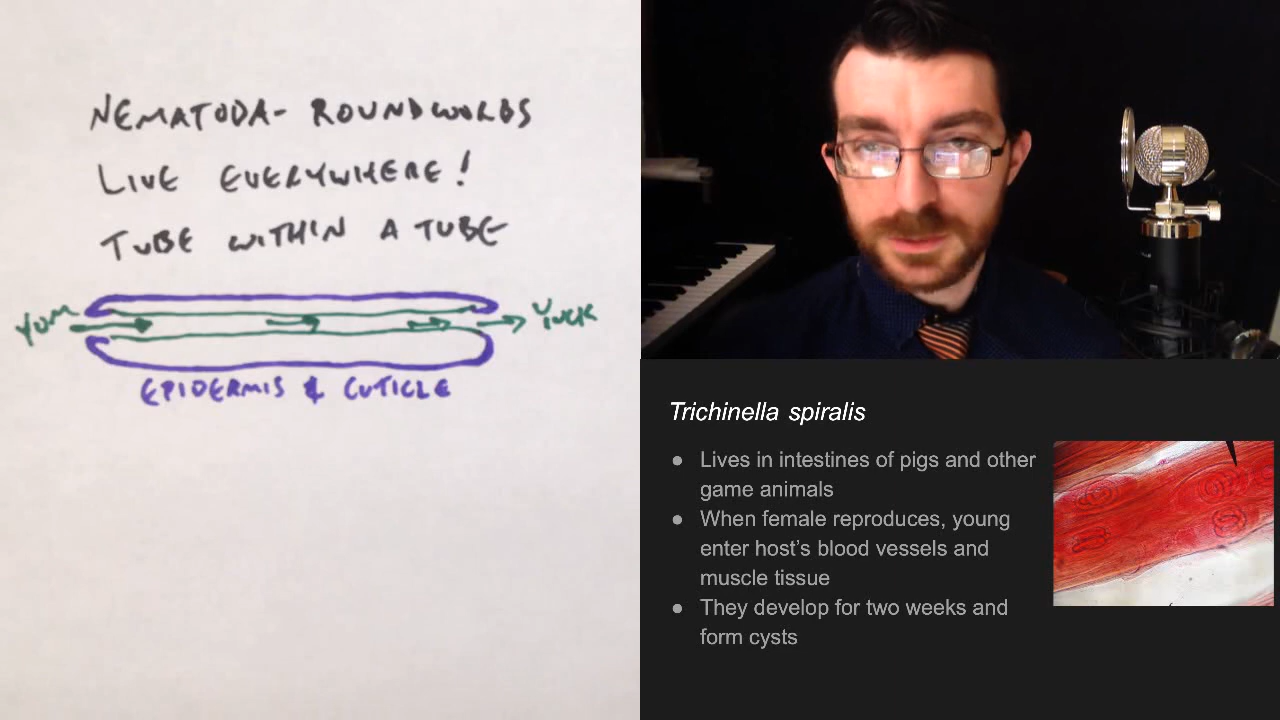 NEMATODA- ROUNDWORMS
LIVE EVERYWHERE!
TUBE WITHIN A TUBE
YUM
YUCK
EPIDERMIS & CUTICLE
Trichinella spiralis
● Lives in intestines of pigs and other
game animals
● When female reproduces, young
enter host's blood vessels and
muscle tissue
● They develop for two weeks and
form cysts